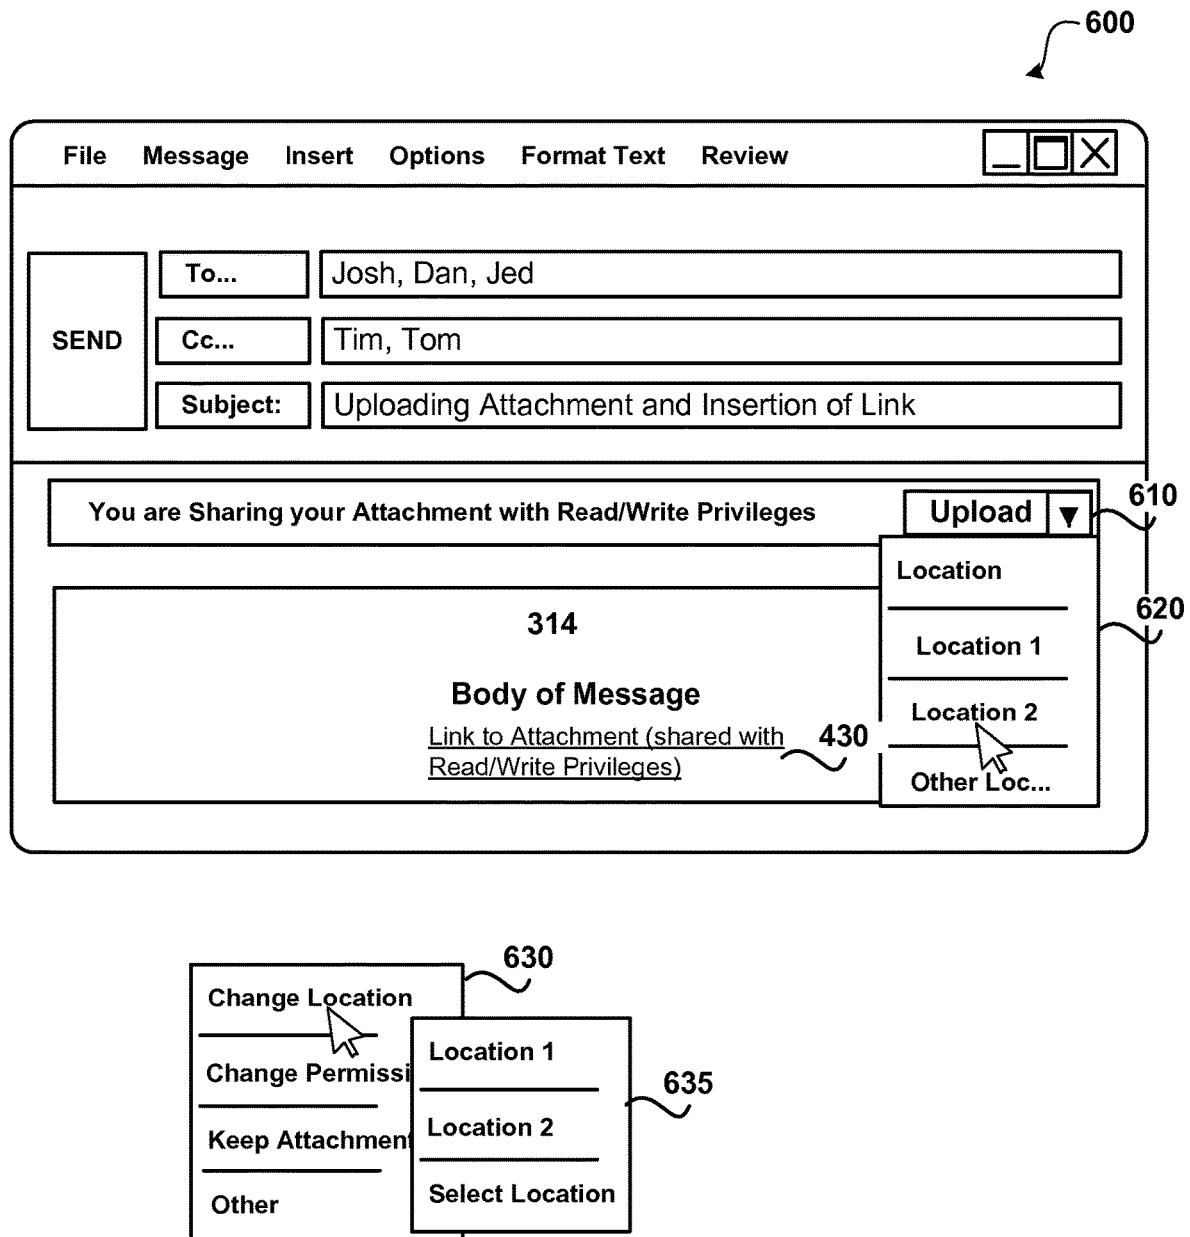 600
File Message Insert Options Format Text Review
SEND
To... Josh, Dan, Jed
Cc... Tim, Tom
Subject: Uploading Attachment and Insertion of Link
You are Sharing your Attachment with Read/Write Privileges
Upload
610
Location
620
Location 1
Location 2
Other Loc...
314
Body of Message
Link to Attachment (shared with
Read/Write Privileges)
430
630
Change Location
Change Permissi
Keep Attachment
Other
635
Location 1
Location 2
Select Location